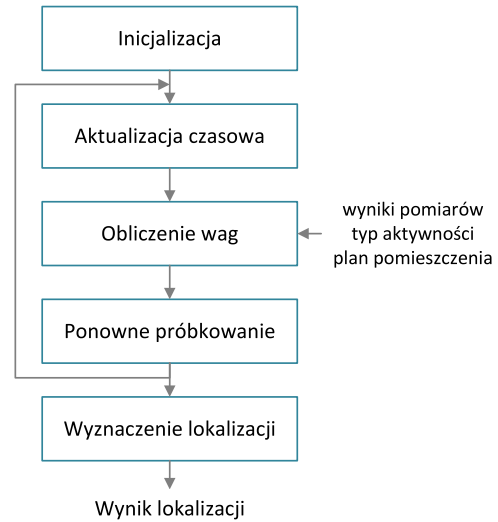 Inicjalizacja
Aktualizacja czasowa
Obliczenie wag
wyniki pomiarów
typ aktywności
plan pomieszczenia
Ponowne próbkowanie
Wyznaczenie lokalizacji
Wynik lokalizacji